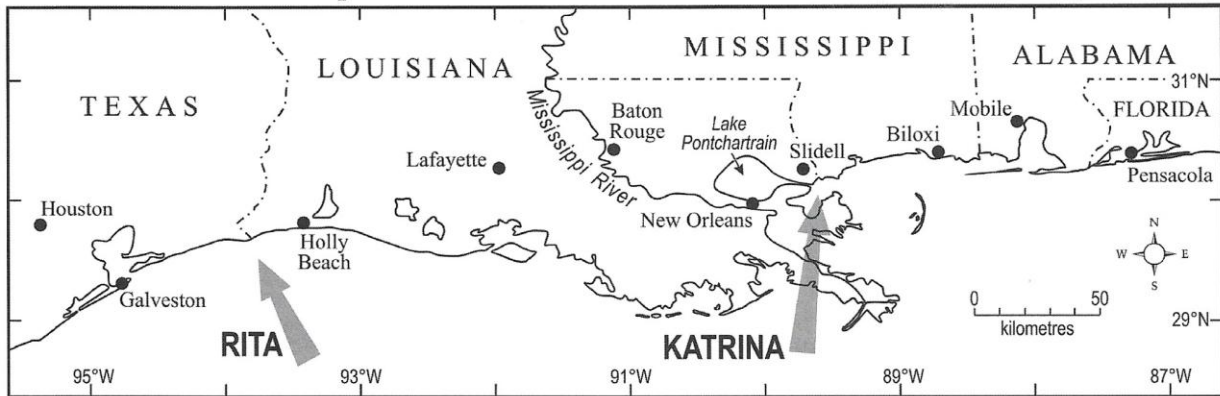 MISSISSIPPI
ALABAMA
LOUISIANA
TEXAS
31°N
FLORIDA
Mobile
Baton
Rouge
Lake
Pontchartrain
Biloxi
Slidell
Mississippi River
Lafayette
Pensacola
Houston
New Orleans
Holly
Beach
N
W
E
S
Galveston
0
50
kilometres
29°N
RITA
KATRINA
95°W
93°W
91°W
89°W
87°W